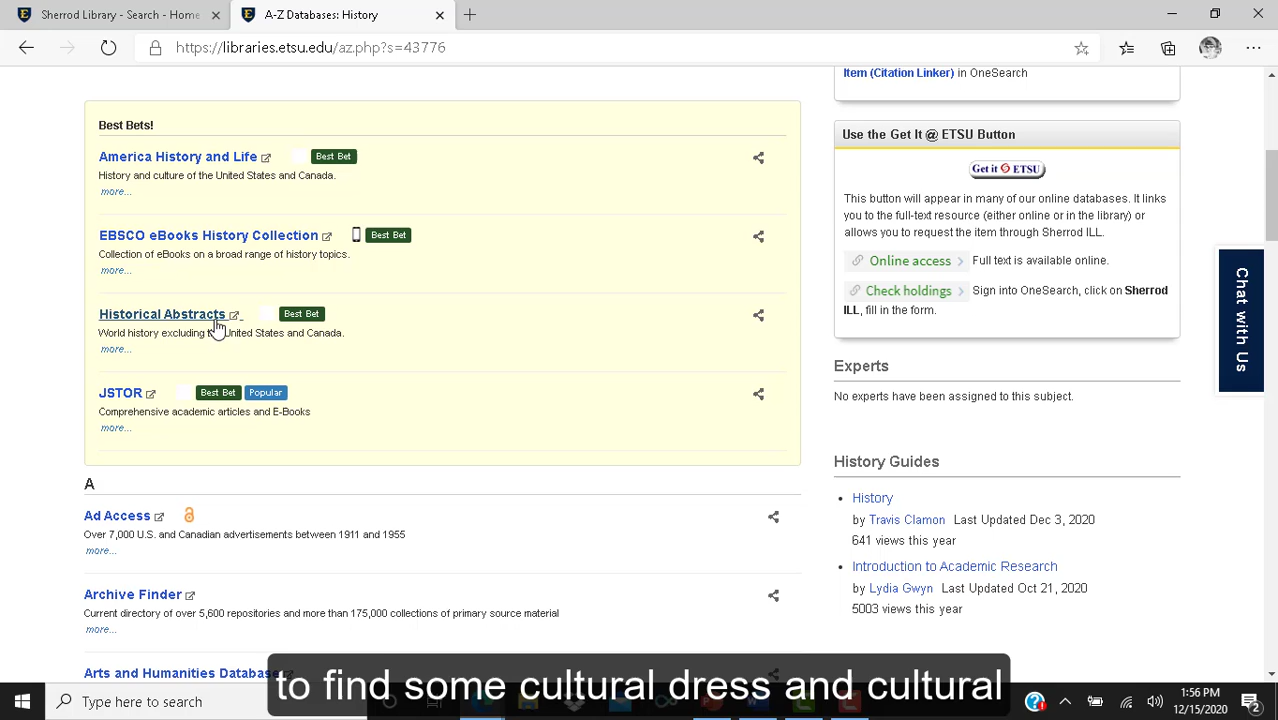 Sherrod Library - Search - Home
A-Z Databases: History
https://libraries.etsu.edu/az.php?s=43776
Best Bets!
America History and Life Best Bet
History and culture of the United States and Canada.
more...
EBSCO eBooks History Collection Best Bet
Collection of eBooks on a broad range of history topics.
more...
Historical Abstracts Best Bet
World history excluding the United States and Canada.
more...
JSTOR Best Bet Popular
Comprehensive academic articles and E-Books
more...
A
Ad Access
Over 7,000 U.S. and Canadian advertisements between 1911 and 1955
more...
Archive Finder
Current directory of over 5,600 repositories and more than 175,000 collections of primary source material
more...
Arts and Humanities Database
Item (Citation Linker) in OneSearch
Use the Get It @ ETSU Button
Get it ETSU
This button will appear in many of our online databases. It links
you to the full-text resource (either online or in the library) or
allows you to request the item through Sherrod ILL.
Online access Full text is available online.
Check holdings Sign into OneSearch, click on Sherrod
ILL, fill in the form.
Experts
No experts have been assigned to this subject.
History Guides
History
by Travis Clamon Last Updated Dec 3, 2020
641 views this year
Introduction to Academic Research
by Lydia Gwyn Last Updated Oct 21, 2020
5003 views this year
Chat with Us
to find some cultural dress and cultural
Type here to search
1:56 PM
12/15/2020
2